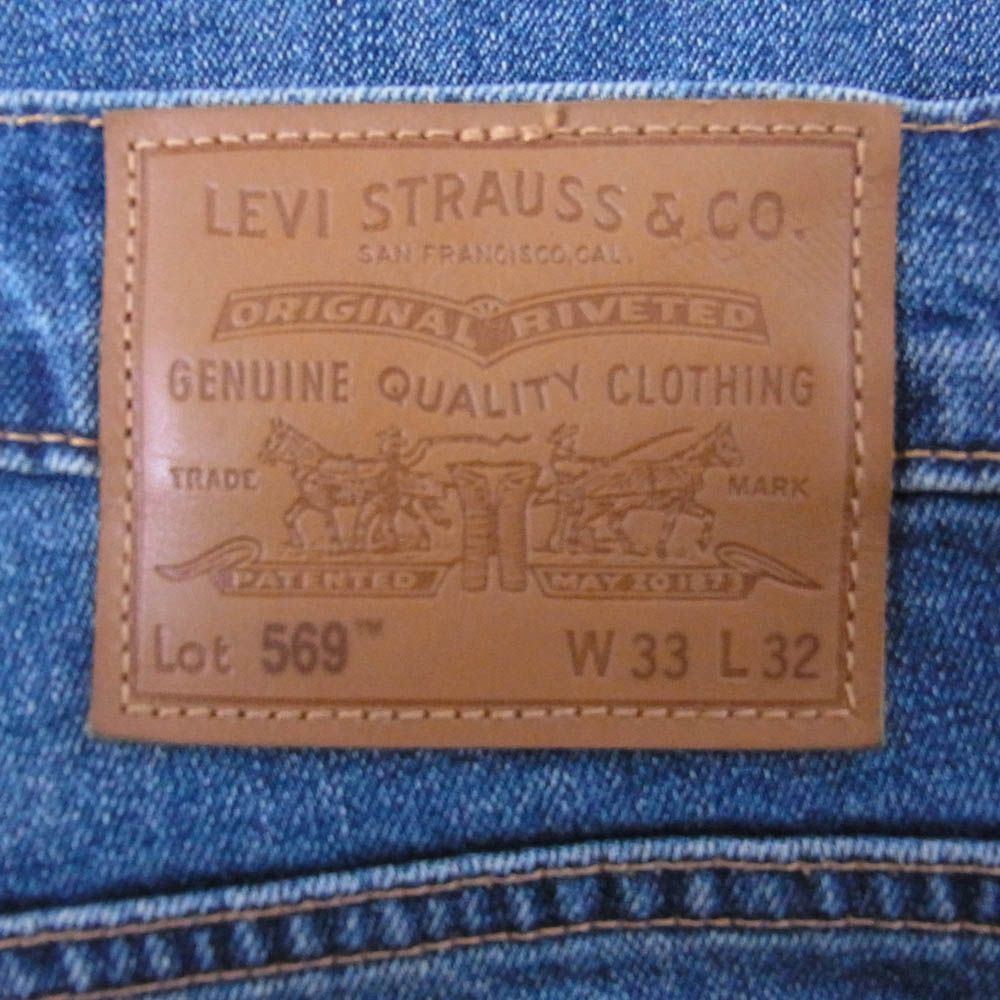 LEVI STRAUSS & CO.
SAN FRANCISCO, CAL.
ORIGINAL RIVETED
GENUINE QUALITY CLOTHING
TRADE MARK
PATENTED MAY 20 1873
Lot 569™ W 33 L 32